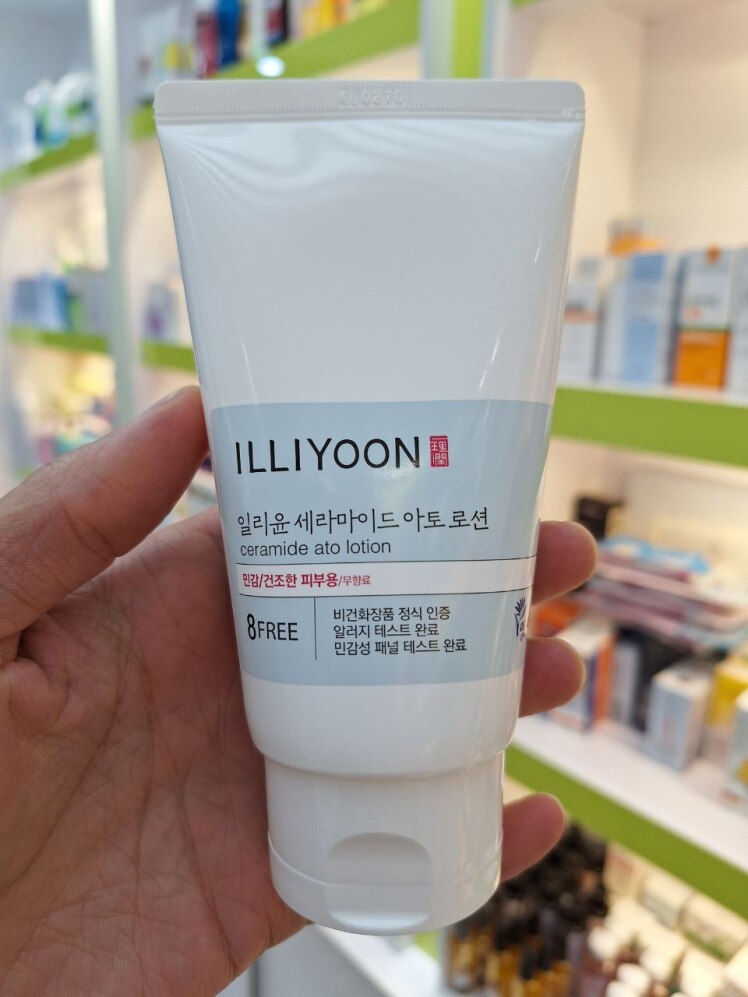 ILLIYOON
일리윤 세라마이드 아토 로션
ceramide ato lotion
민감/건조한 피부용/무향료
8FREE
비건화장품 정식 인증
알러지 테스트 완료
민감성 패널 테스트 완료